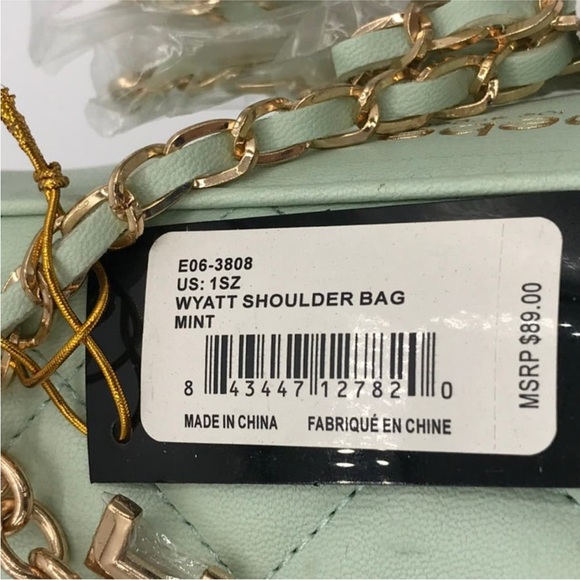 E06-3808
US: 1SZ
WYATT SHOULDER BAG
MINT
8 43447 12782 0
MADE IN CHINA FABRIQUÉ EN CHINE
MSRP $89.00